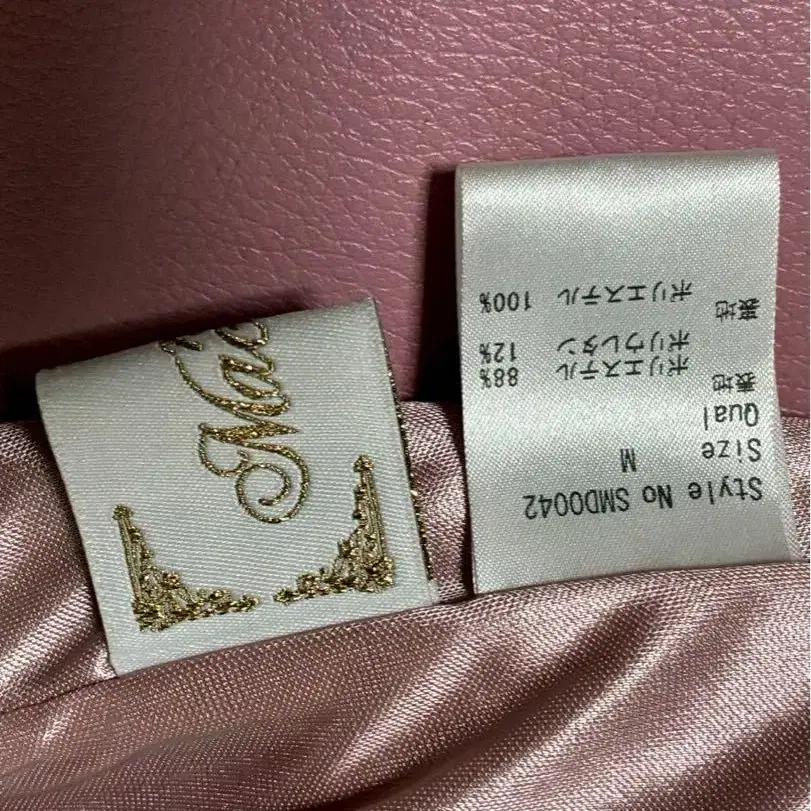 Style No SMD0042
Size M
Qual
表地 ポリエステル 88%
ポリウレタン 12%
裏地 ポリエステル 100%